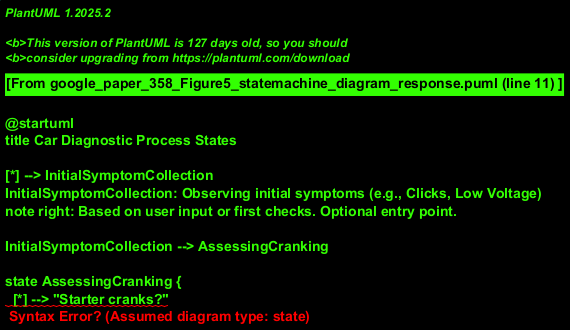 PlantUML 1.2025.2
<b>This version of PlantUML is 127 days old, so you should
<b>consider upgrading from https://plantuml.com/download
[From google_paper_358_Figure5_statemachine_diagram_response.puml (line 11) ]
@startuml
title Car Diagnostic Process States
[*] --> InitialSymptomCollection
InitialSymptomCollection: Observing initial symptoms (e.g., Clicks, Low Voltage)
note right: Based on user input or first checks. Optional entry point.
InitialSymptomCollection --> AssessingCranking
state AssessingCranking {
[*] --> "Starter cranks?"
Syntax Error? (Assumed diagram type: state)